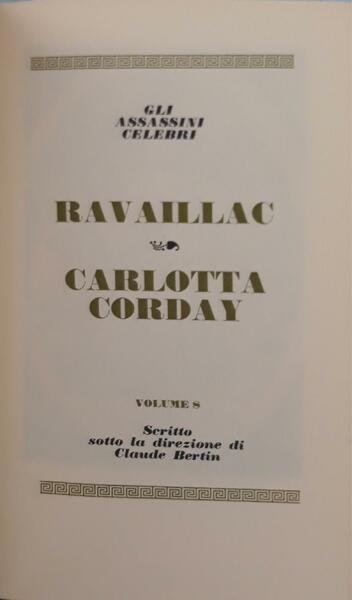 GLI
ASSASSINI
CELEBRI
RAVAILLAC
CARLOTTA
CORDAY
VOLUME 8
Scritto
sotto la direzione di
Claude Bertin